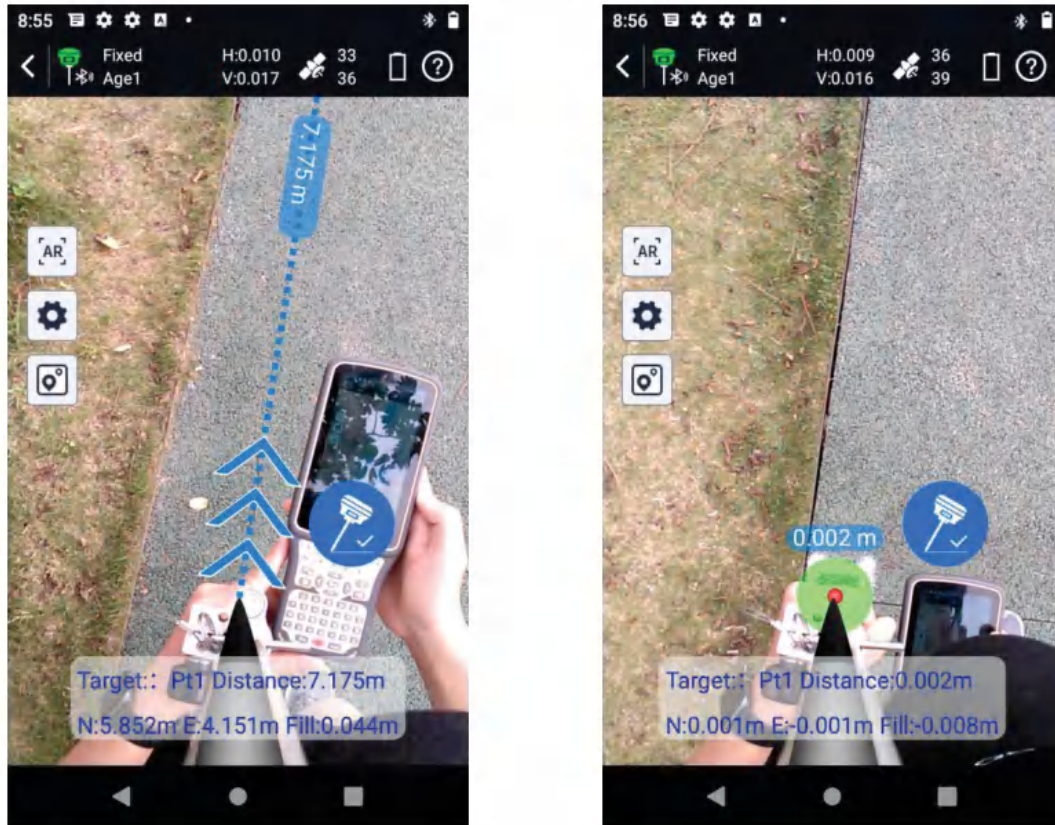 8:55
Fixed H:0.010 33
Age1 V:0.017 36
AR
7.175 m
Target:: Pt1 Distance:7.175m
N:5.852m E:4.151m Fill:0.044m
8:56
Fixed H:0.009 36
Age1 V:0.016 39
AR
0.002 m
Target:: Pt1 Distance:0.002m
N:0.001m E:-0.001m Fill:-0.008m